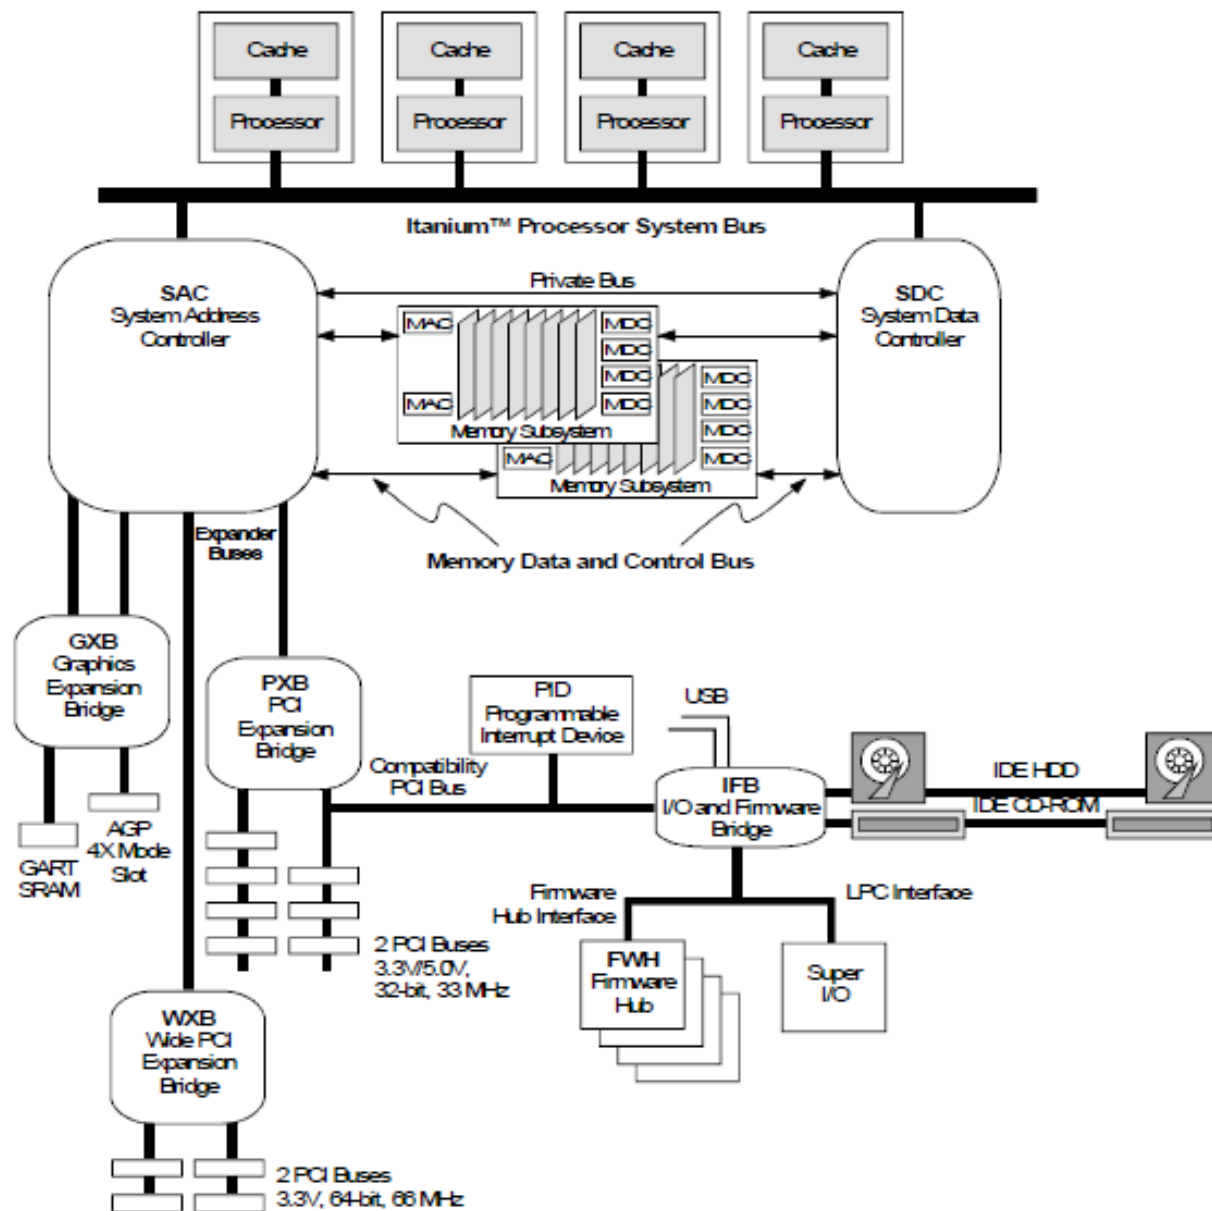 Cache
Cache
Cache
Cache
Processor
Processor
Processor
Processor
Itanium™ Processor System Bus
SAC
System Address
Controller
Private Bus
SDC
System Data
Controller
MAC
MAC
MDC
MDC
MDC
MDC
Memory Subsystem
MAC
MDC
MDC
MDC
MDC
Memory Subsystem
Expander
Buses
Memory Data and Control Bus
GXB
Graphics
Expansion
Bridge
PXB
PCI
Expansion
Bridge
PID
Programmable
Interrupt Device
USB
Compatibility
PCI Bus
IFB
I/O and Firmware
Bridge
IDE HDD
IDE CD-ROM
GART
SRAM
AGP
4X Mode
Slot
Firmware
Hub Interface
LPC Interface
2 PCI Buses
3.3V/5.0V,
32-bit, 33 MHz
FWH
Firmware
Hub
Super
I/O
WXB
Wide PCI
Expansion
Bridge
2 PCI Buses
3.3V, 64-bit, 66 MHz